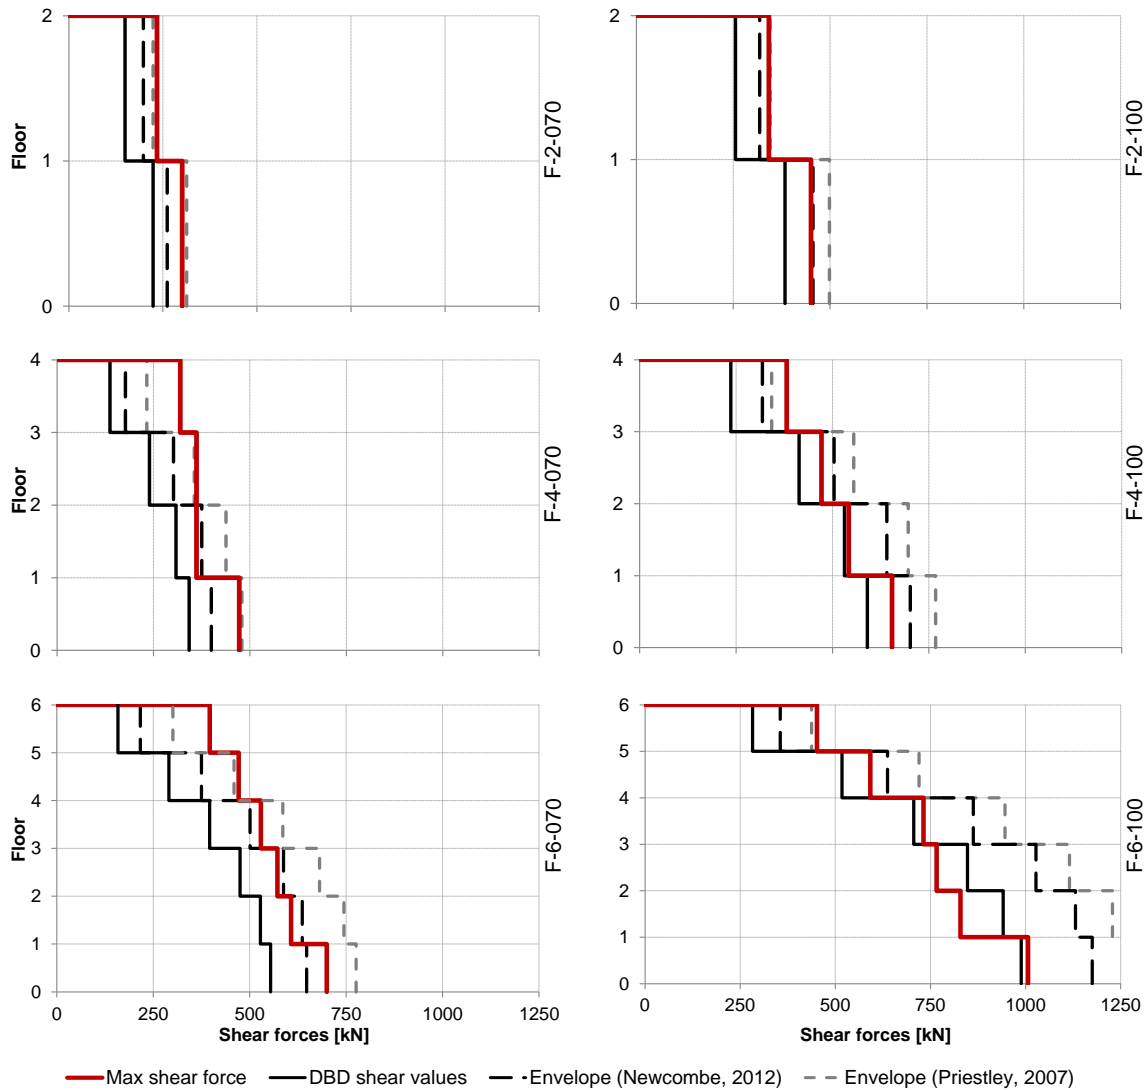 2
1
0
Floor
F-2-070
2
1
0
F-2-100
4
3
2
1
0
Floor
F-4-070
4
3
2
1
0
F-4-100
6
5
4
3
2
1
0
Floor
F-6-070
0 250 500 750 1000 1250
Shear forces [kN]
6
5
4
3
2
1
0
F-6-100
0 250 500 750 1000 1250
Shear forces [kN]
Max shear force DBD shear values Envelope (Newcombe, 2012) Envelope (Priestley, 2007)